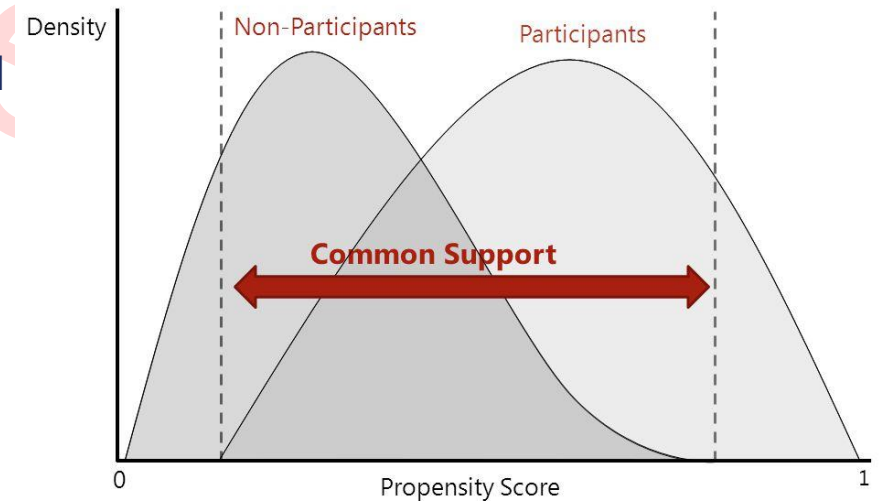 Density
Non-Participants
Participants
Common Support
0
Propensity Score
1